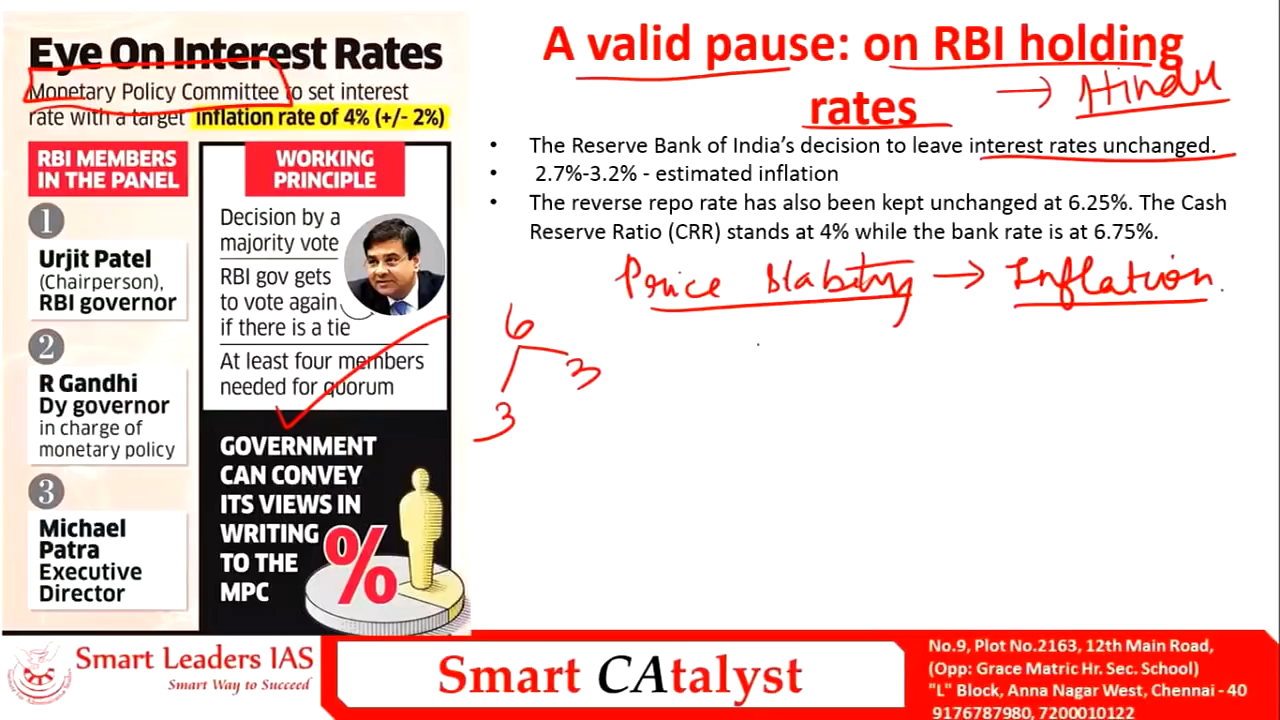 Eye On Interest Rates
Monetary Policy Committee to set interest
rate with a target inflation rate of 4% (+/- 2%)
RBI MEMBERS
IN THE PANEL
1
Urjit Patel
(Chairperson),
RBI governor
2
R Gandhi
Dy governor
in charge of
monetary policy
3
Michael
Patra
Executive
Director
WORKING
PRINCIPLE
Decision by a
majority vote
RBI gov gets
to vote again
if there is a tie
At least four members
needed for quorum
GOVERNMENT
CAN CONVEY
ITS VIEWS IN
WRITING
TO THE
MPC
%
A valid pause: on RBI holding
rates
→ Hindu
• The Reserve Bank of India's decision to leave interest rates unchanged.
• 2.7%-3.2% - estimated inflation
• The reverse repo rate has also been kept unchanged at 6.25%. The Cash
Reserve Ratio (CRR) stands at 4% while the bank rate is at 6.75%.
Price Stability → Inflation
6
3
3
Smart Leaders IAS
Smart Way to Succeed
Smart CAtalyst
No.9, Plot No.2163, 12th Main Road,
(Opp: Grace Matric Hr. Sec. School)
"L" Block, Anna Nagar West, Chennai - 40
9176787980, 7200010122